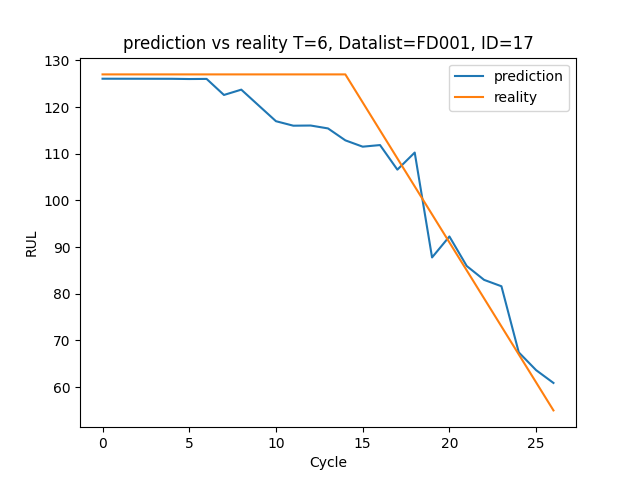 prediction vs reality T=6, Datalist=FD001, ID=17
prediction
reality
RUL
130
120
110
100
90
80
70
60
0 5 10 15 20 25
Cycle